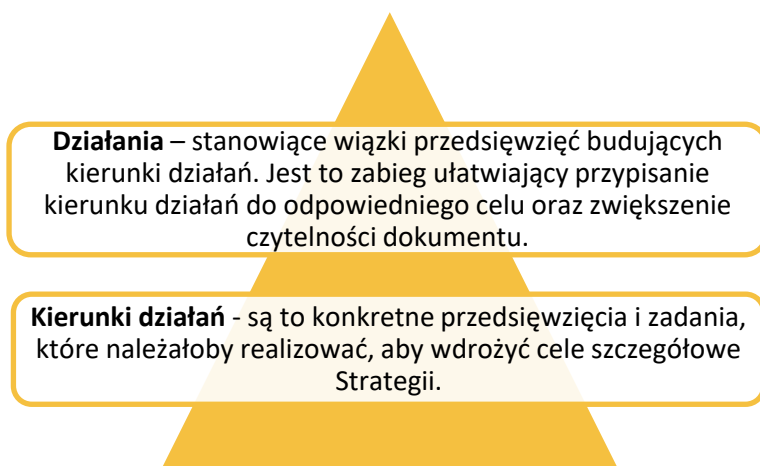 Działania – stanowiące wiązki przedsięwzięć budujących
kierunki działań. Jest to zabieg ułatwiający przypisanie
kierunku działań do odpowiedniego celu oraz zwiększenie
czytelności dokumentu.
Kierunki działań - są to konkretne przedsięwzięcia i zadania,
które należałoby realizować, aby wdrożyć cele szczegółowe
Strategii.